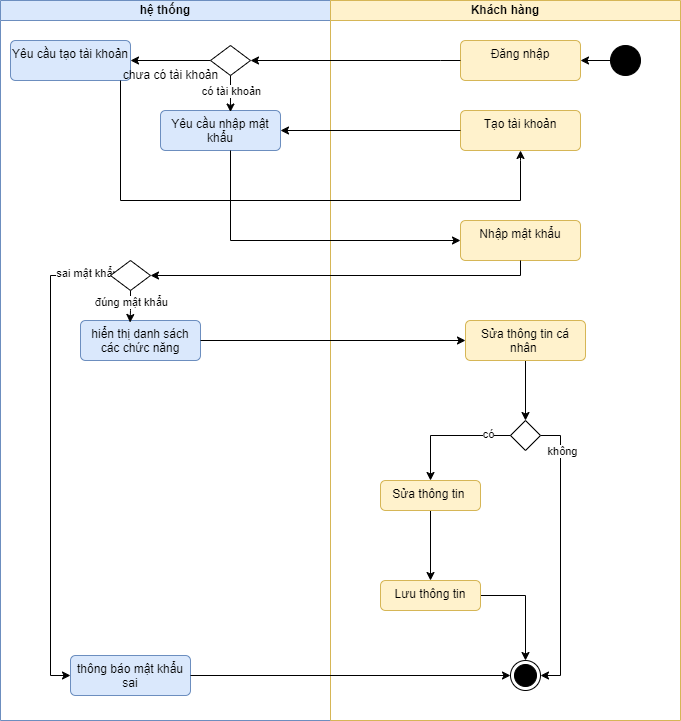 hệ thống
Khách hàng
Yêu cầu tạo tài khoản
Đăng nhập
chưa có tài khoản
có tài khoản
Yêu cầu nhập mật
khẩu
Tạo tài khoản
Nhập mật khẩu
sai mật khẩu
đúng mật khẩu
hiển thị danh sách
các chức năng
Sửa thông tin cá
nhân
có
không
Sửa thông tin
Lưu thông tin
thông báo mật khẩu
sai